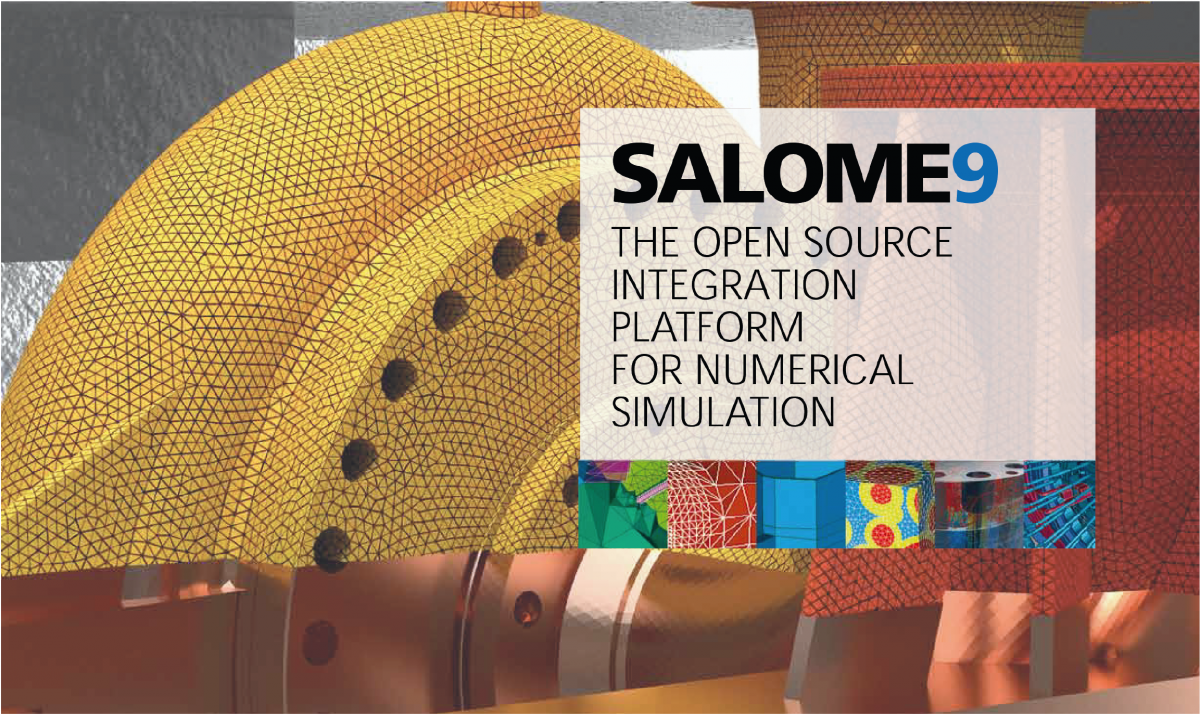 SALOME9
THE OPEN SOURCE
INTEGRATION
PLATFORM
FOR NUMERICAL
SIMULATION